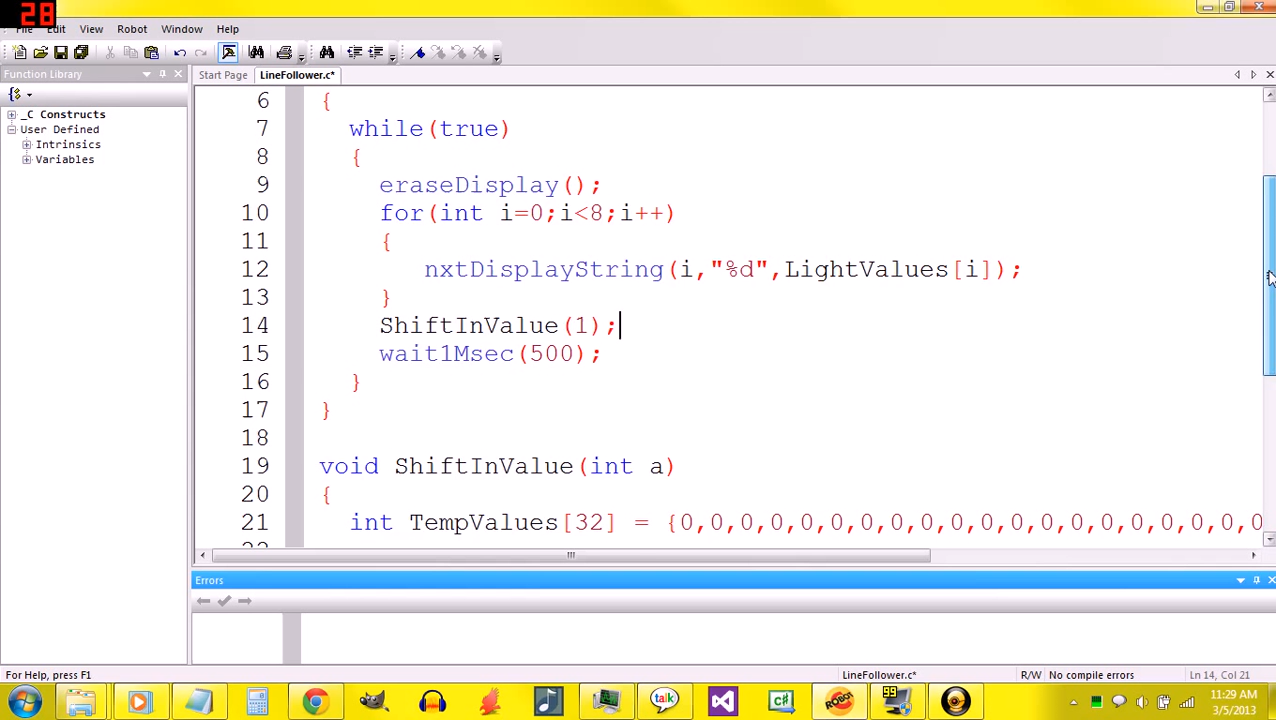 28
File Edit View Robot Window Help
Function Library
Start Page LineFollower.c*
_C Constructs
User Defined
Intrinsics
Variables
6 {
7 while(true)
8 {
9 eraseDisplay();
10 for(int i=0;i<8;i++)
11 {
12 nxtDisplayString(i,"%d",LightValues[i]);
13 }
14 ShiftInValue(1);
15 wait1Msec(500);
16 }
17 }
18
19 void ShiftInValue(int a)
20 {
21 int TempValues[32] = {0,0,0,0,0,0,0,0,0,0,0,0,0,0,0,0,0,0,0,0
Errors
For Help, press F1 LineFollower.c* R/W No compile errors Ln 14, Col 21
talk C# ROBOT 99 11:29 AM
3/5/2013